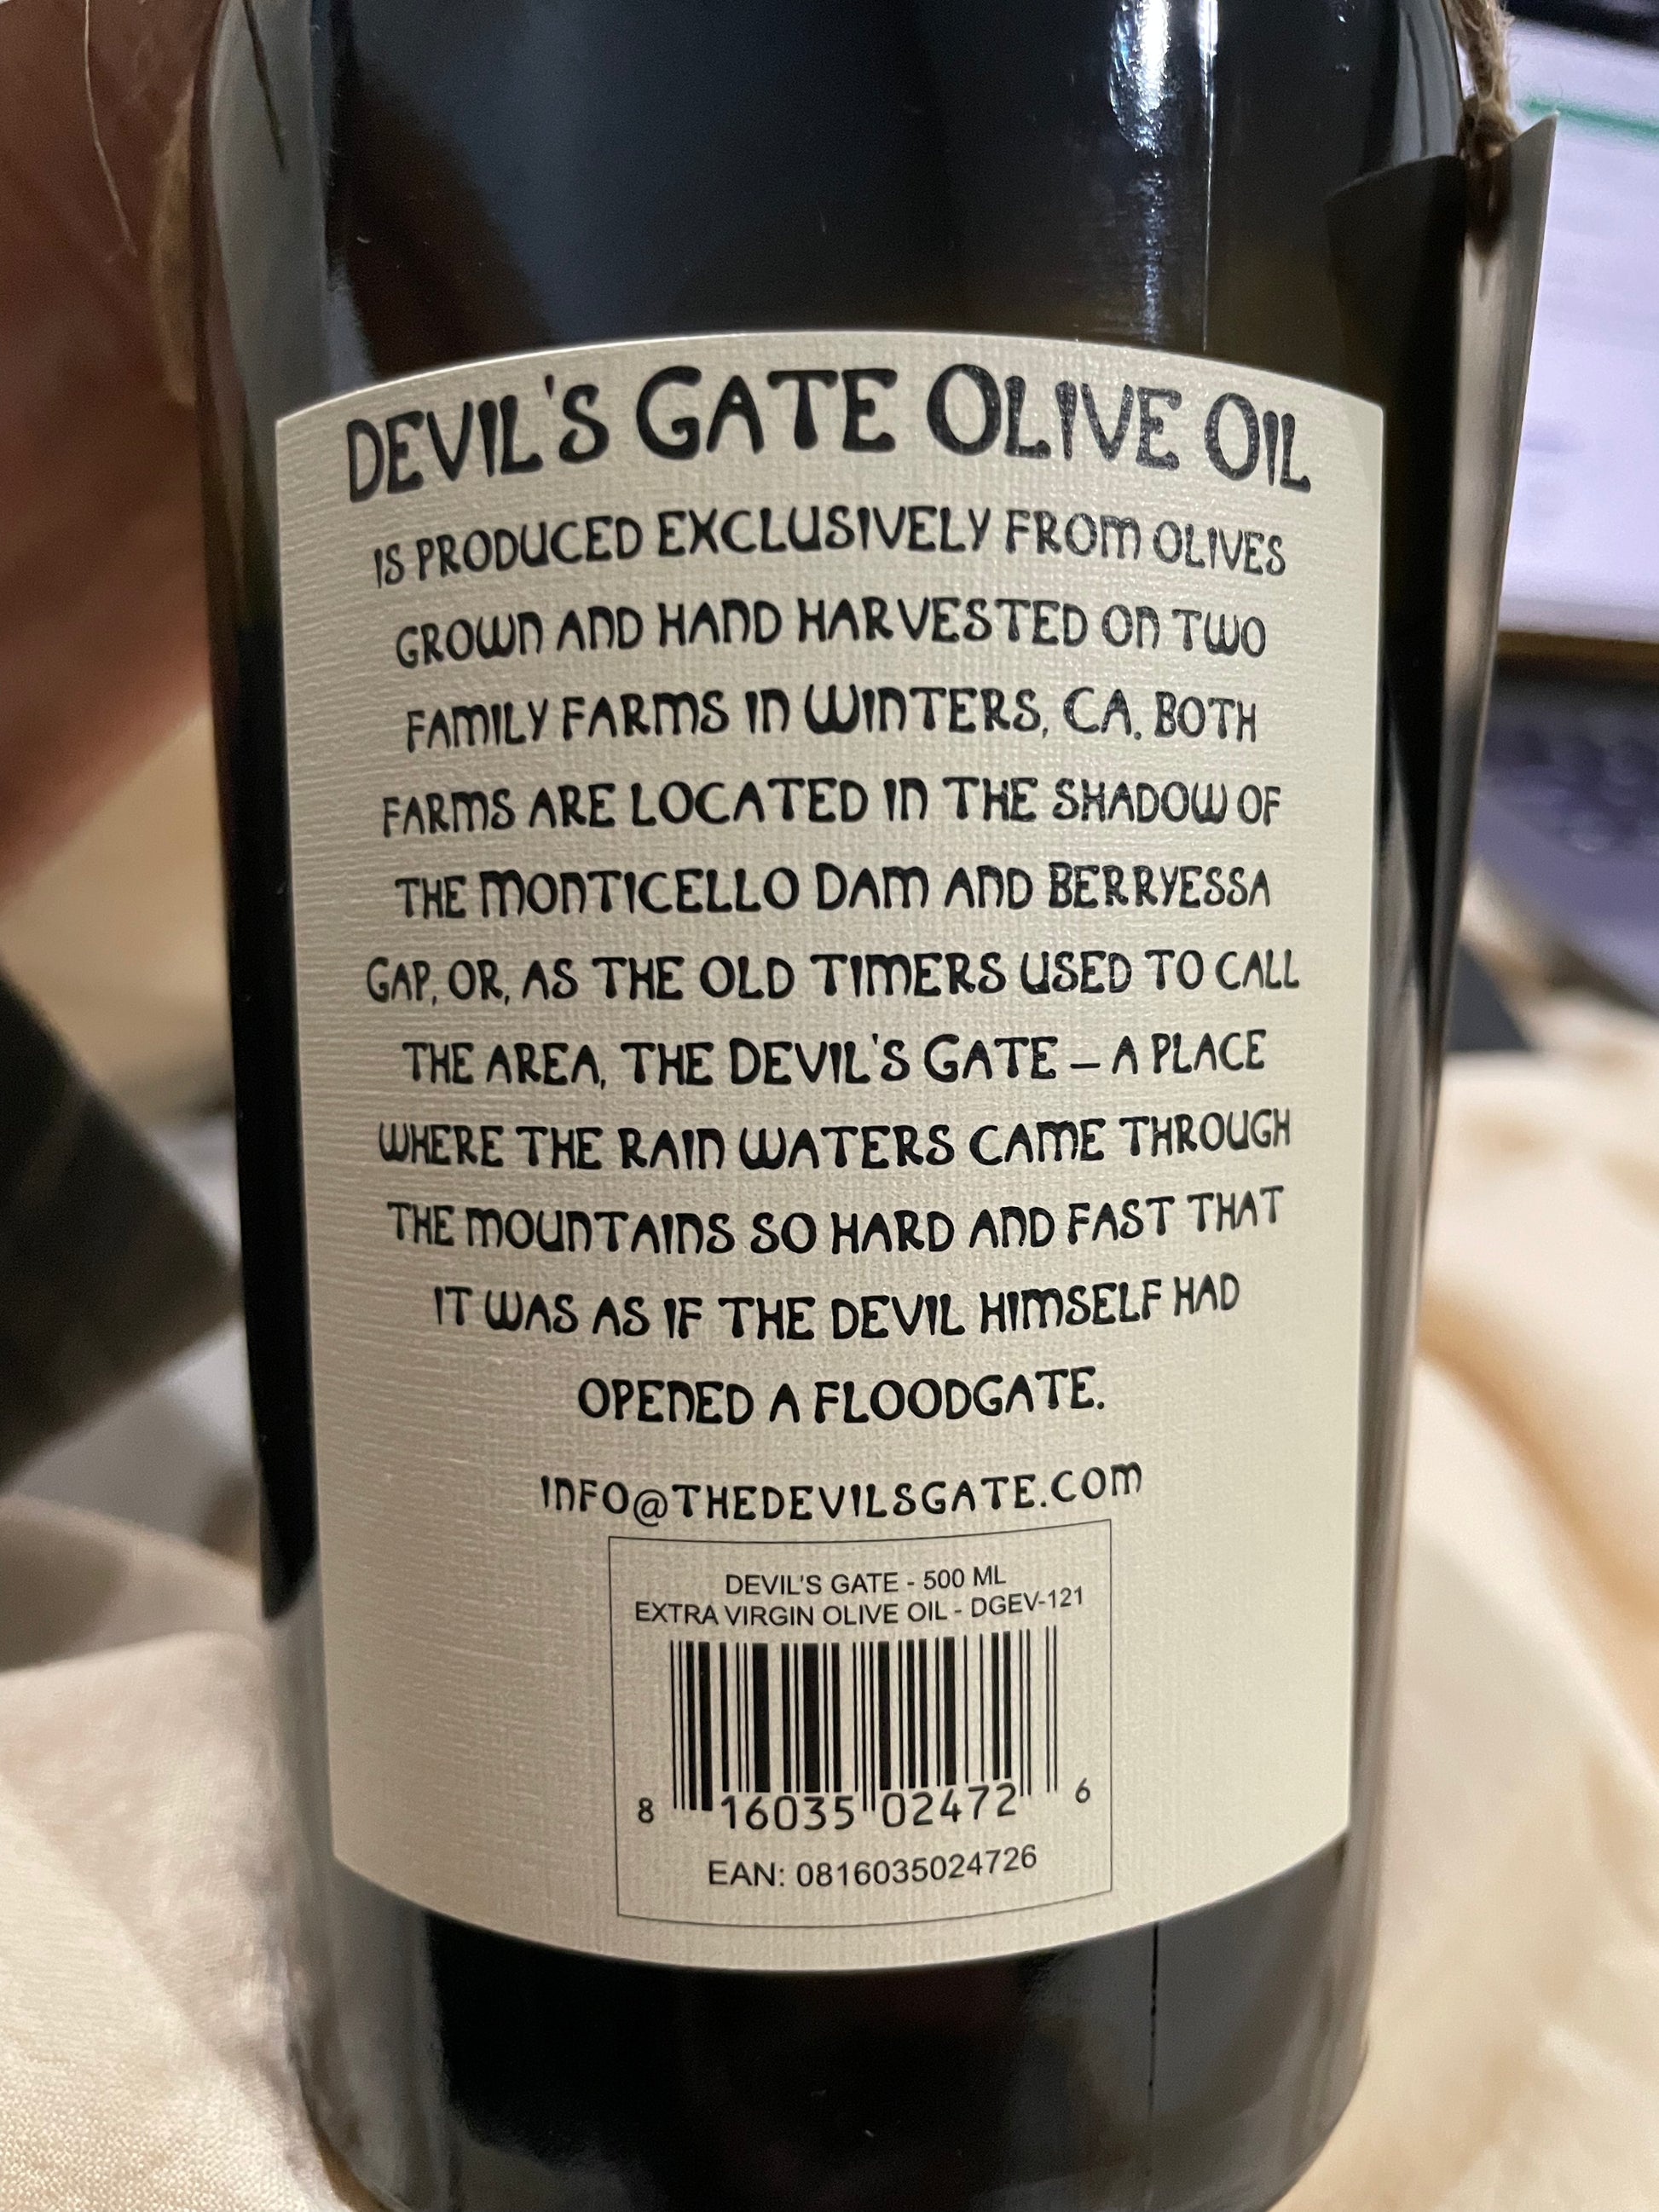 DEVIL'S GATE OLIVE OIL
IS PRODUCED EXCLUSIVELY FROM OLIVES
GROWN AND HAND HARVESTED ON TWO
FAMILY FARMS IN WINTERS, CA. BOTH
FARMS ARE LOCATED IN THE SHADOW OF
THE MONTICELLO DAM AND BERRYESSA
GAP, OR, AS THE OLD TIMERS USED TO CALL
THE AREA, THE DEVIL'S GATE – A PLACE
WHERE THE RAIN WATERS CAME THROUGH
THE MOUNTAINS SO HARD AND FAST THAT
IT WAS AS IF THE DEVIL HIMSELF HAD
OPENED A FLOODGATE.
INFO@THEDEVILSGATE.COM
DEVIL'S GATE - 500 ML
EXTRA VIRGIN OLIVE OIL - DGEV-121
8 16035 02472 6
EAN: 0816035024726